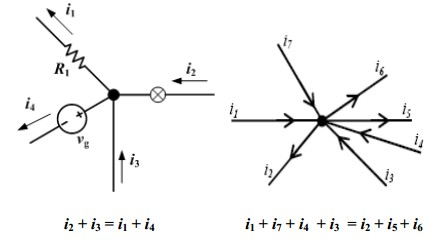 i₁
R₁
i₂
i₄
+
−
v_g
i₃
i₂ + i₃ = i₁ + i₄
i₇
i₆
i₁
i₅
i₄
i₂
i₃
i₁ + i₇ + i₄ + i₃ = i₂ + i₅ + i₆